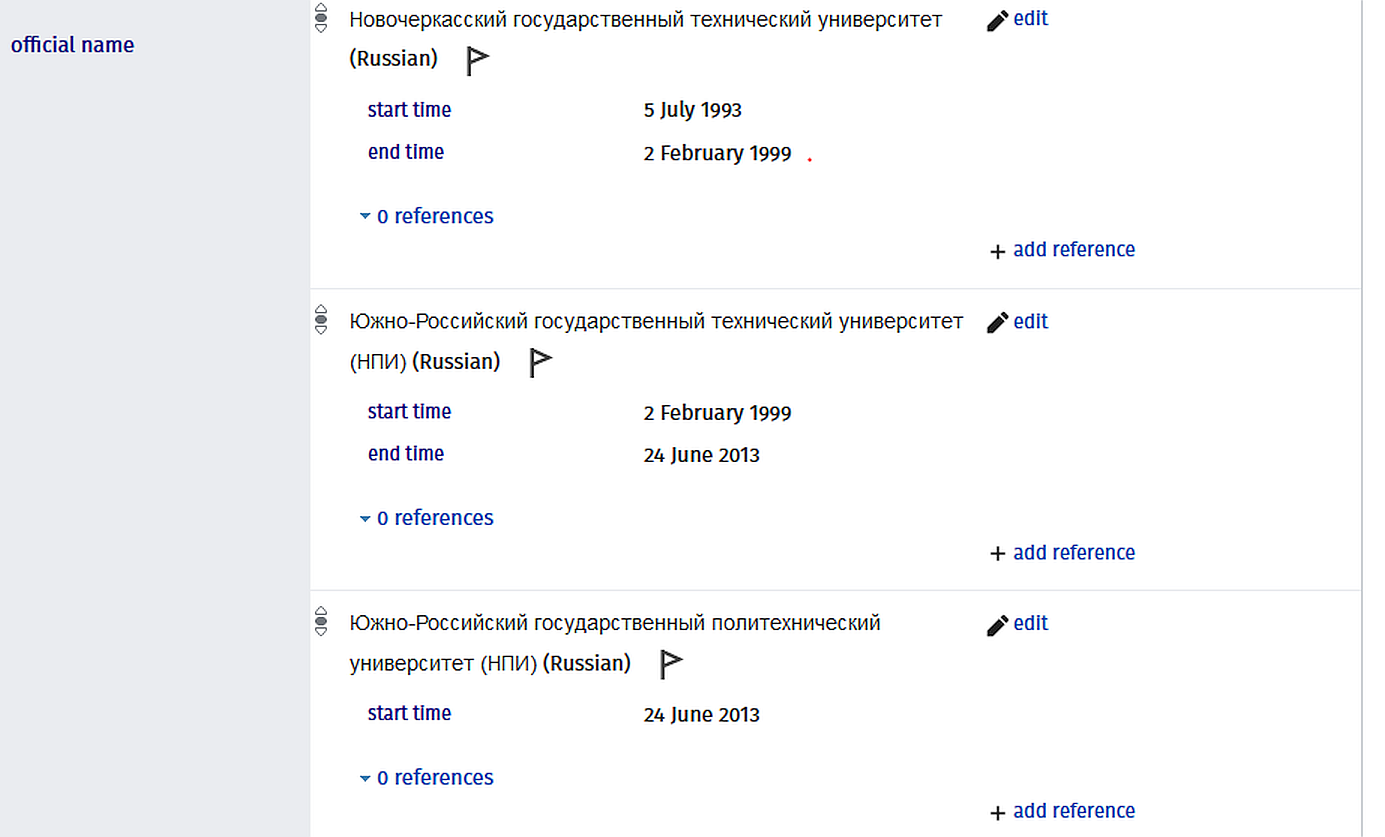 official name
Новочеркасский государственный технический университет
(Russian)
edit
start time 5 July 1993
end time 2 February 1999
0 references
+ add reference
Южно-Российский государственный технический университет
(НПИ) (Russian)
edit
start time 2 February 1999
end time 24 June 2013
0 references
+ add reference
Южно-Российский государственный политехнический
университет (НПИ) (Russian)
edit
start time 24 June 2013
0 references
+ add reference